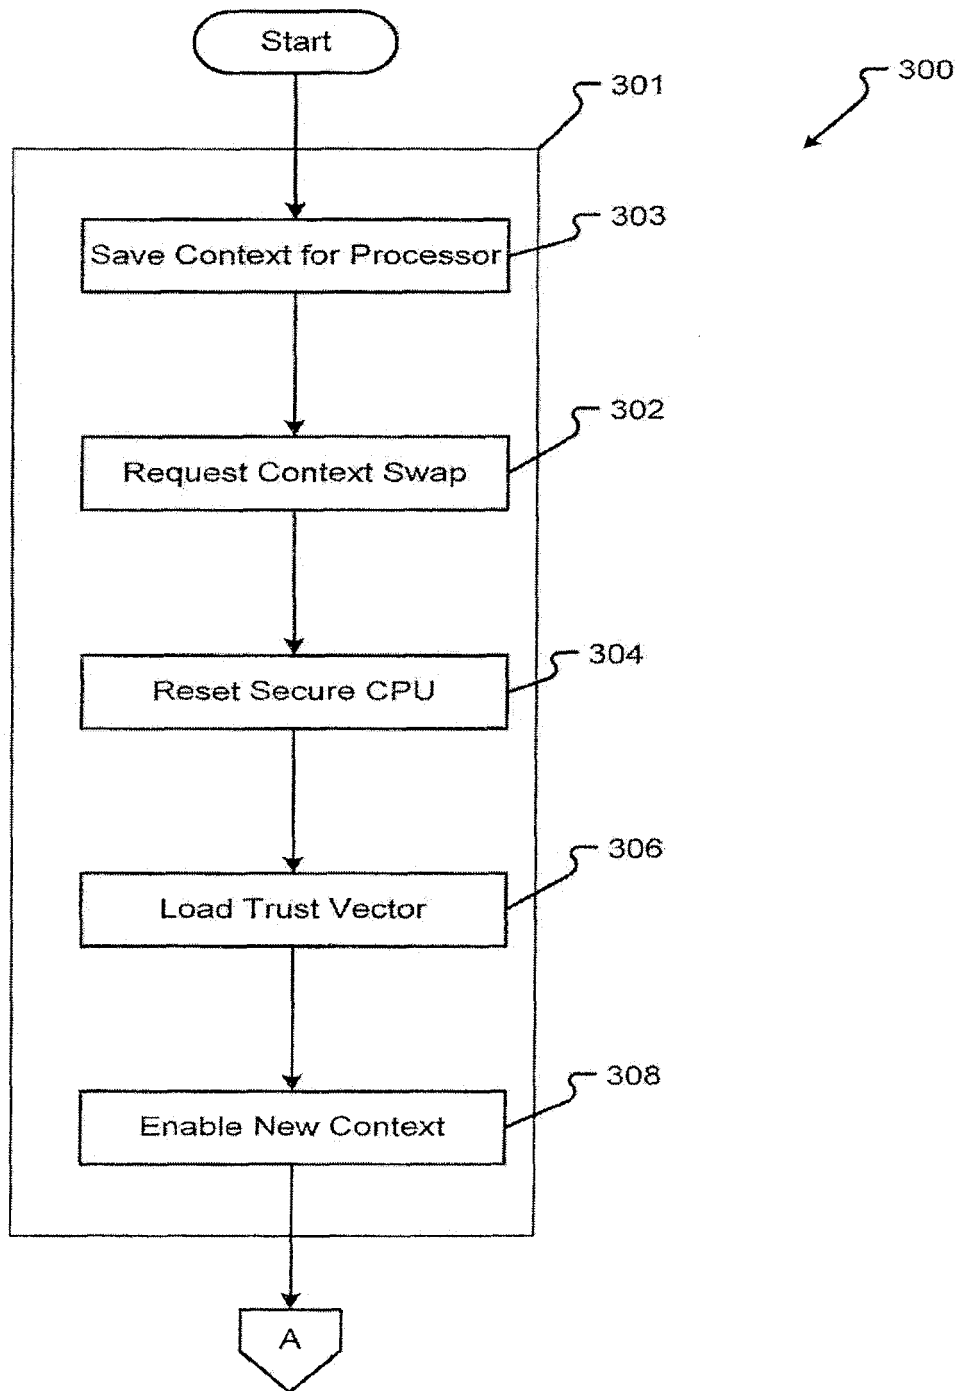 Start
300
301
303
Save Context for Processor
302
Request Context Swap
304
Reset Secure CPU
306
Load Trust Vector
308
Enable New Context
A